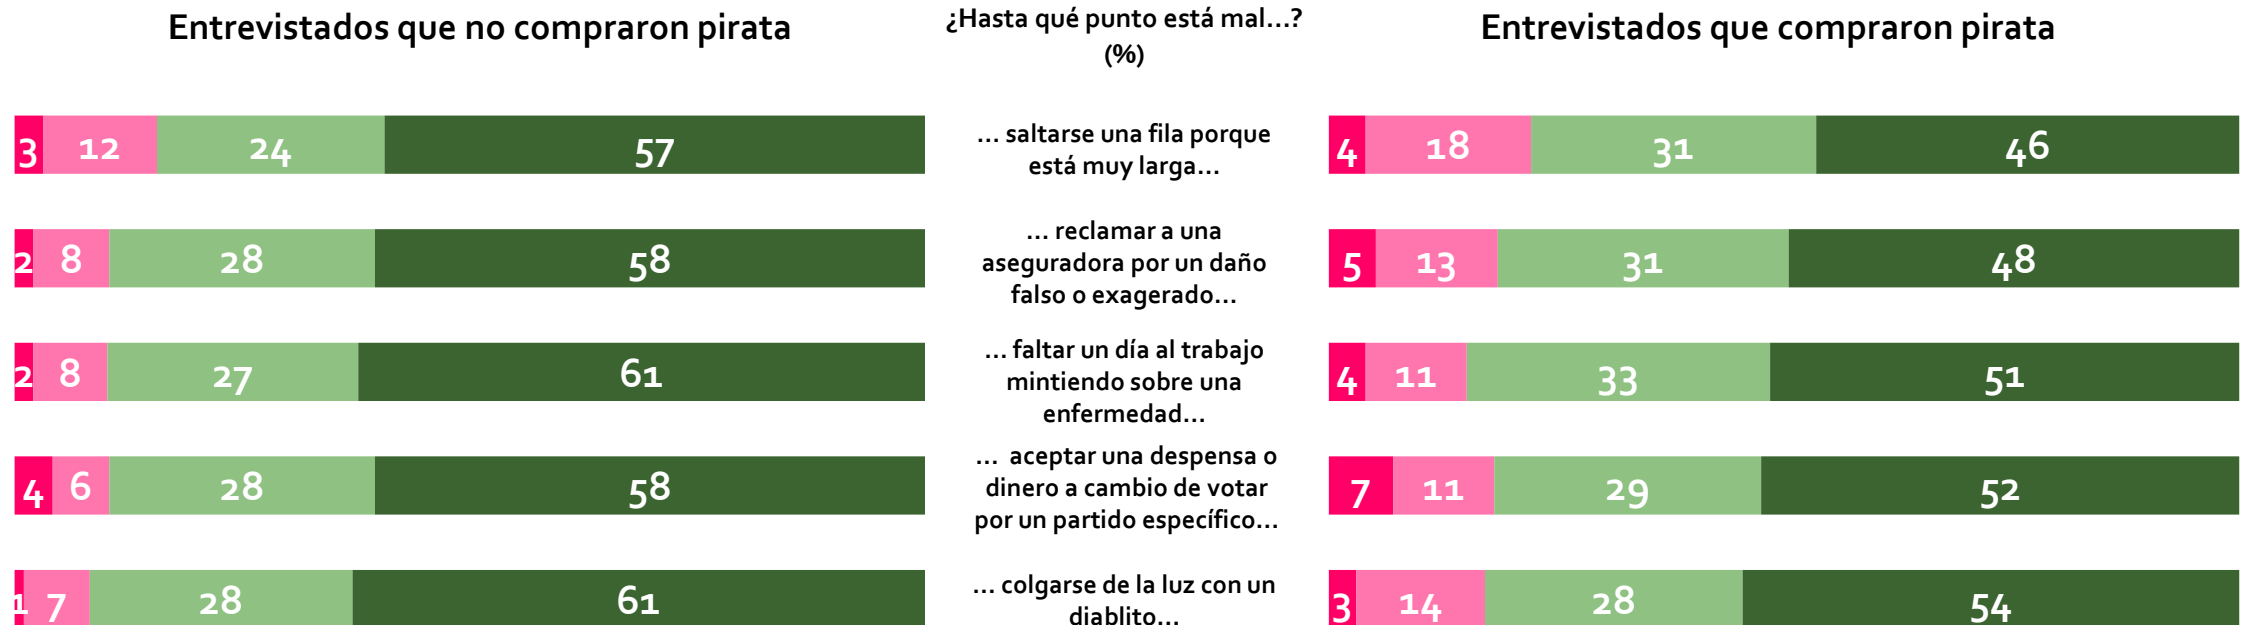 Entrevistados que no compraron pirata
¿Hasta qué punto está mal...?
(%)
Entrevistados que compraron pirata
3 12 24 57
... saltarse una fila porque
está muy larga...
4 18 31 46
2 8 28 58
... reclamar a una
aseguradora por un daño
falso o exagerado...
5 13 31 48
2 8 27 61
... faltar un día al trabajo
mintiendo sobre una
enfermedad...
4 11 33 51
4 6 28 58
... aceptar una despensa o
dinero a cambio de votar
por un partido específico...
7 11 29 52
1 7 28 61
... colgarse de la luz con un
diablito...
3 14 28 54